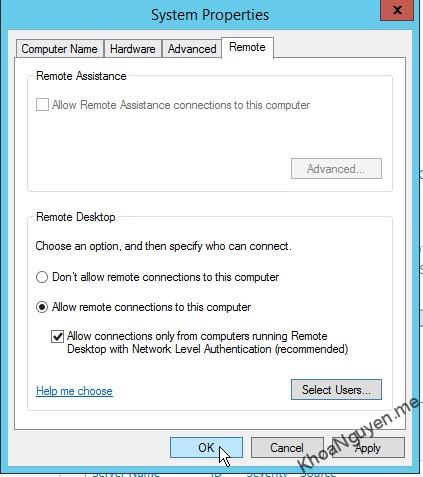 System Properties
x
Computer Name Hardware Advanced Remote
Remote Assistance
Allow Remote Assistance connections to this computer
Advanced...
Remote Desktop
Choose an option, and then specify who can connect.
Don't allow remote connections to this computer
Allow remote connections to this computer
Allow connections only from computers running Remote
Desktop with Network Level Authentication (recommended)
Help me choose
Select Users...
OK Cancel Apply
KhoaNguyen.me
Server Name ID Severity Source